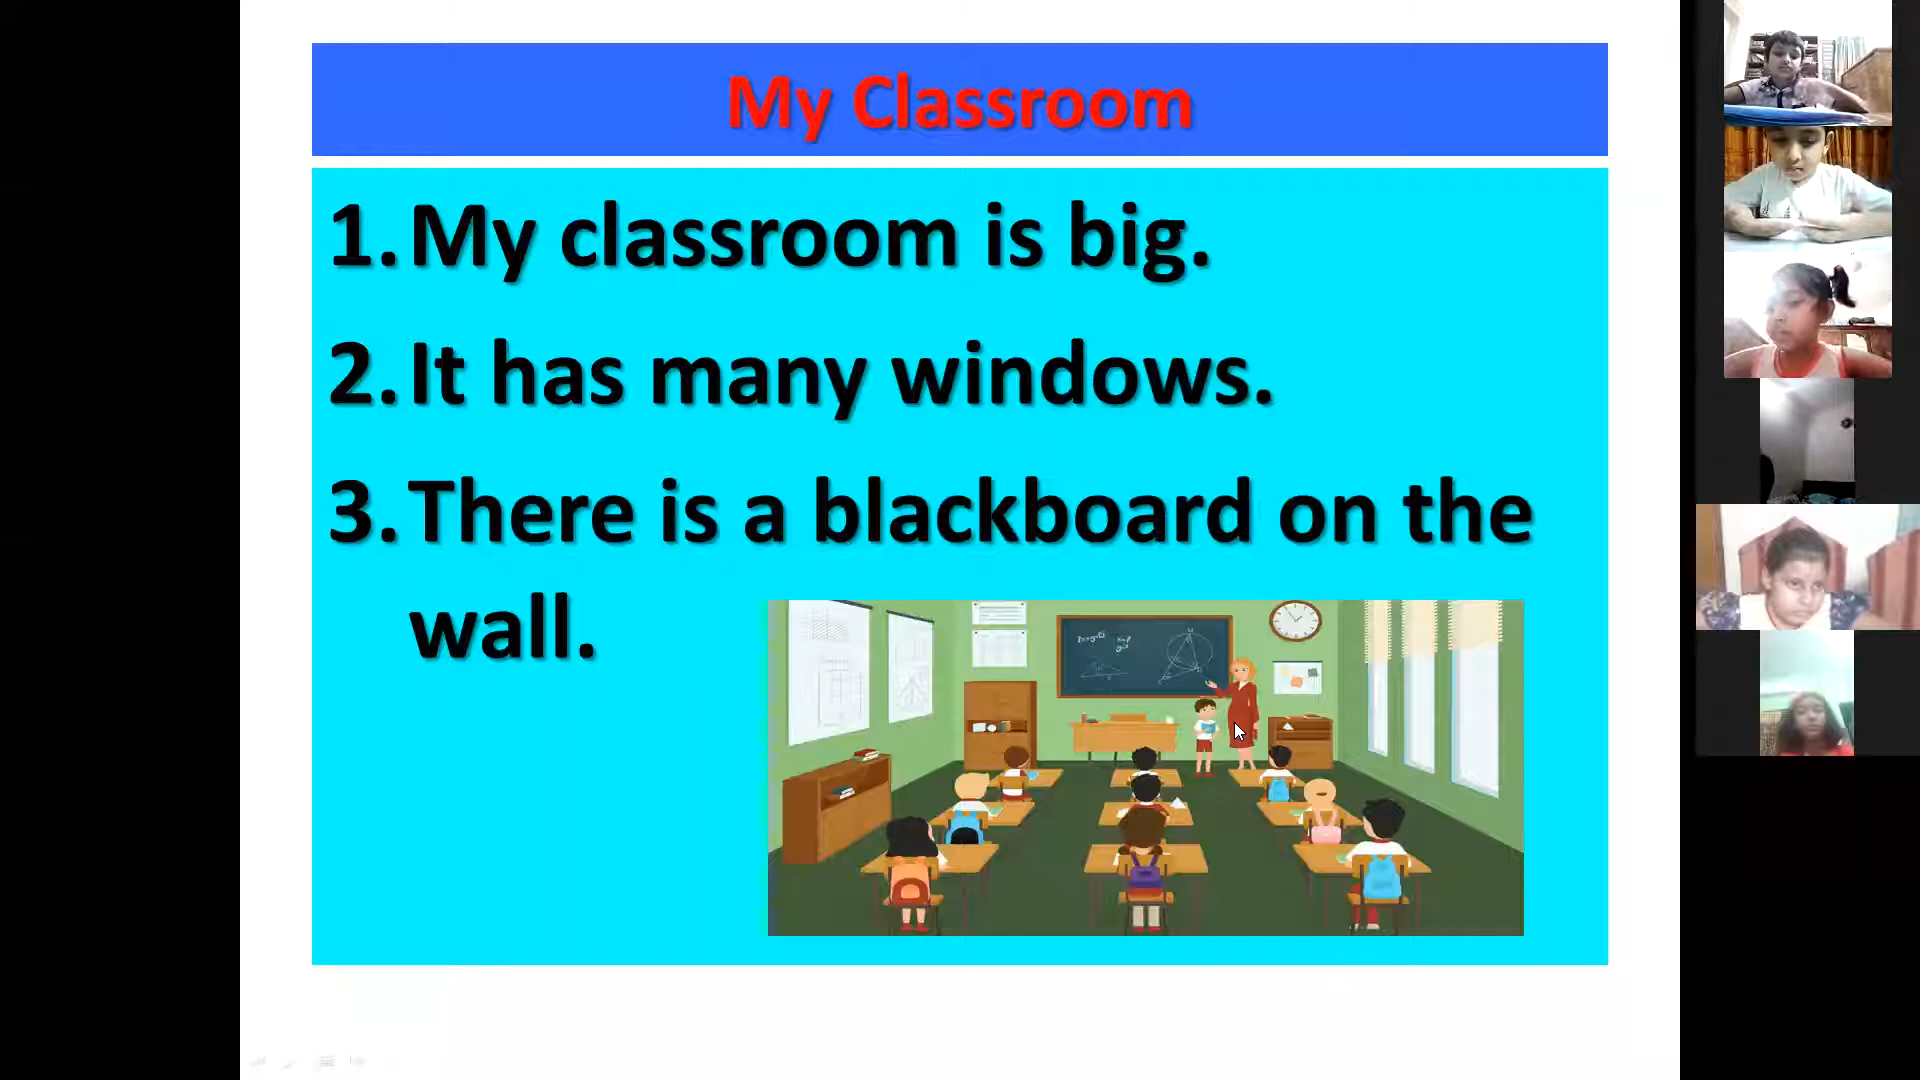 My Classroom
1. My classroom is big.
2. It has many windows.
3. There is a blackboard on the
wall.